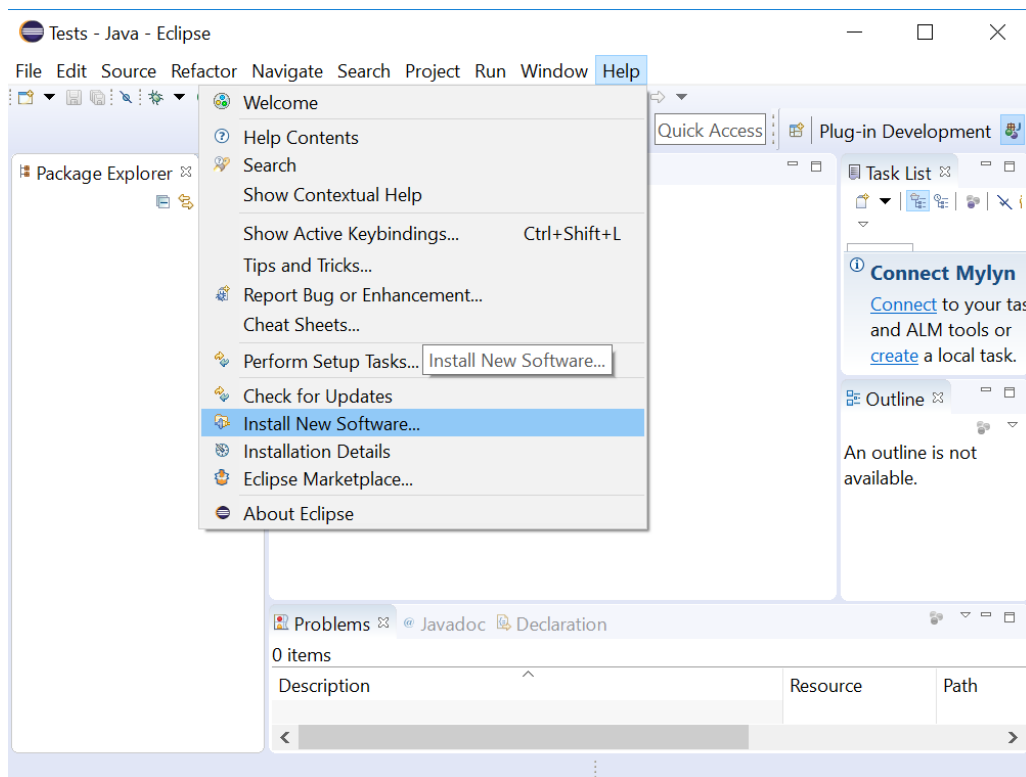 Tests - Java - Eclipse
File Edit Source Refactor Navigate Search Project Run Window Help
Welcome
Help Contents
Search
Show Contextual Help
Show Active Keybindings... Ctrl+Shift+L
Tips and Tricks...
Report Bug or Enhancement...
Cheat Sheets...
Perform Setup Tasks...
Install New Software...
Check for Updates
Install New Software...
Installation Details
Eclipse Marketplace...
About Eclipse
Quick Access
Plug-in Development
Package Explorer
Task List
Connect Mylyn
Connect to your
and ALM tools or
create a local task.
Outline
An outline is not
available.
Problems @ Javadoc Declaration
0 items
Description Resource Path